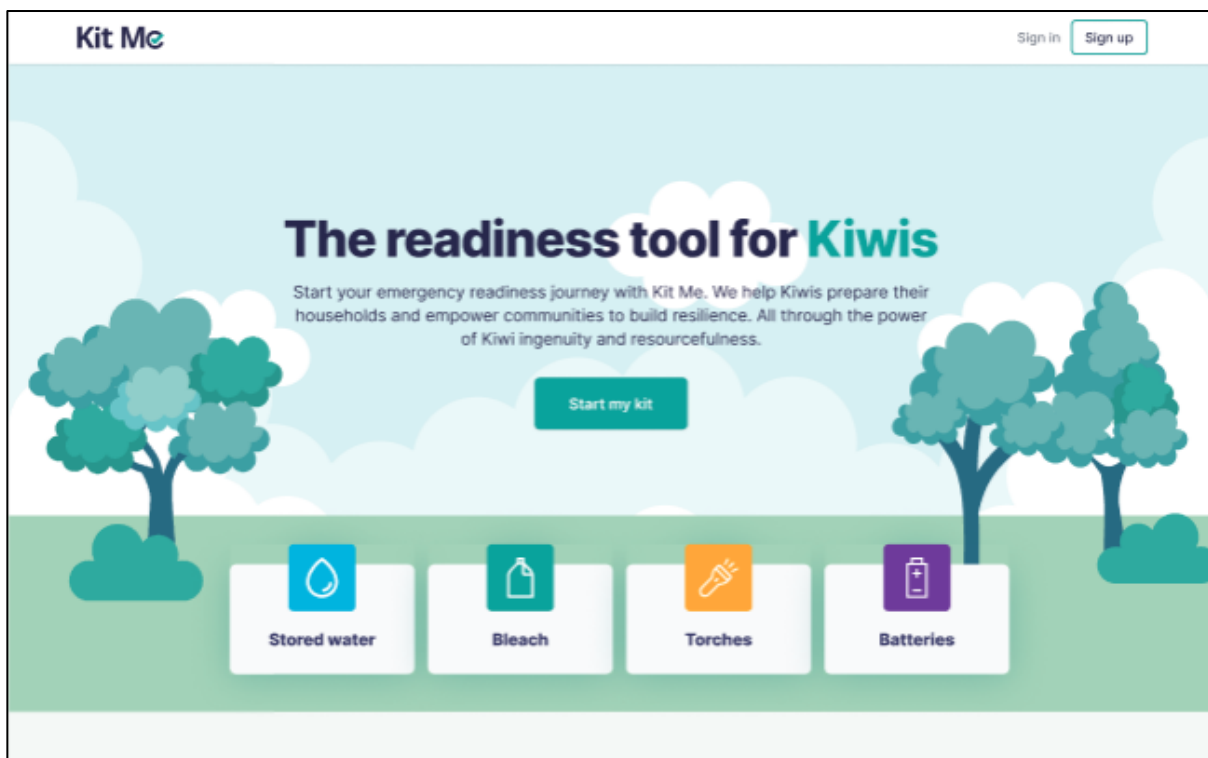 Kit Me
Sign in
Sign up
The readiness tool for Kiwis
Start your emergency readiness journey with Kit Me. We help Kiwis prepare their
households and empower communities to build resilience. All through the power
of Kiwi ingenuity and resourcefulness.
Start my kit
Stored water
Bleach
Torches
Batteries